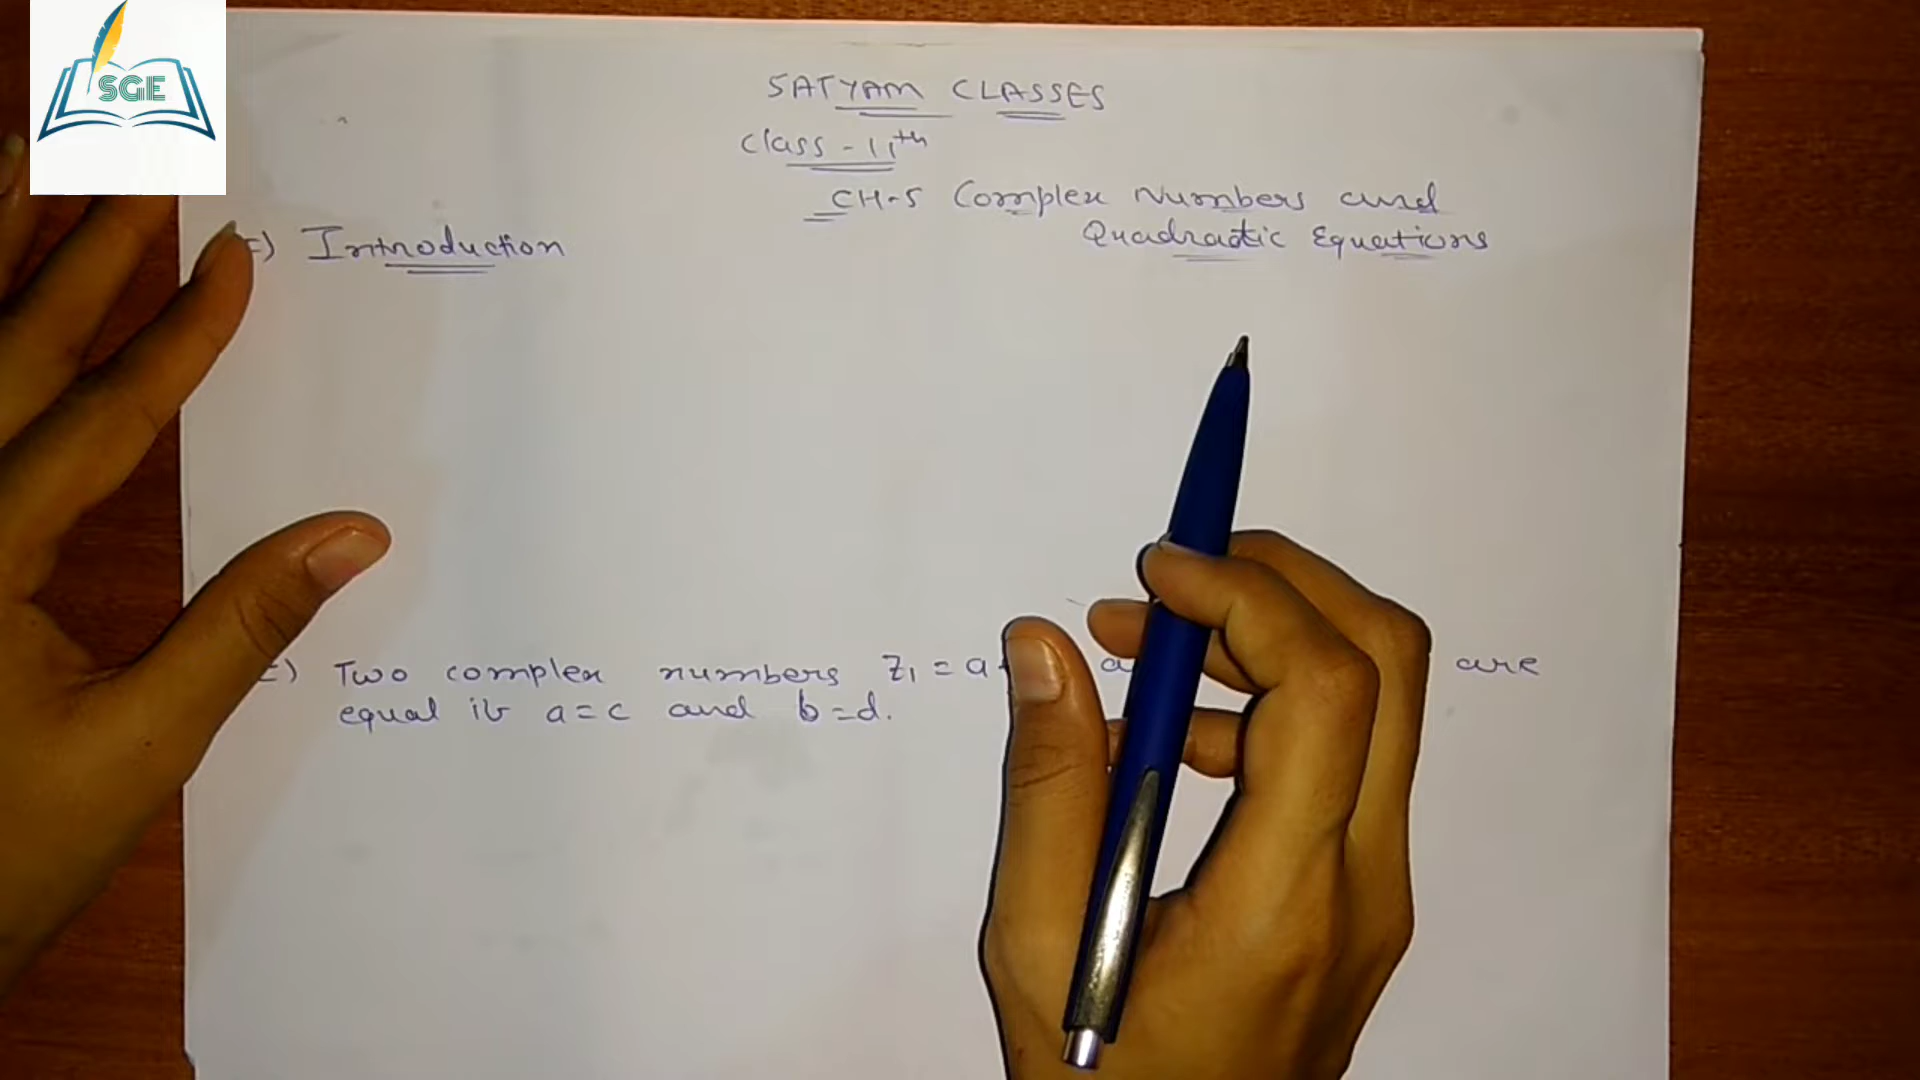 SGE
SATYAM CLASSES
Class - 11th
CH-5 Complex Numbers and
Quadractic Equations
Introduction
Two complex numbers z1 = a are
equal if a=c and b=d.